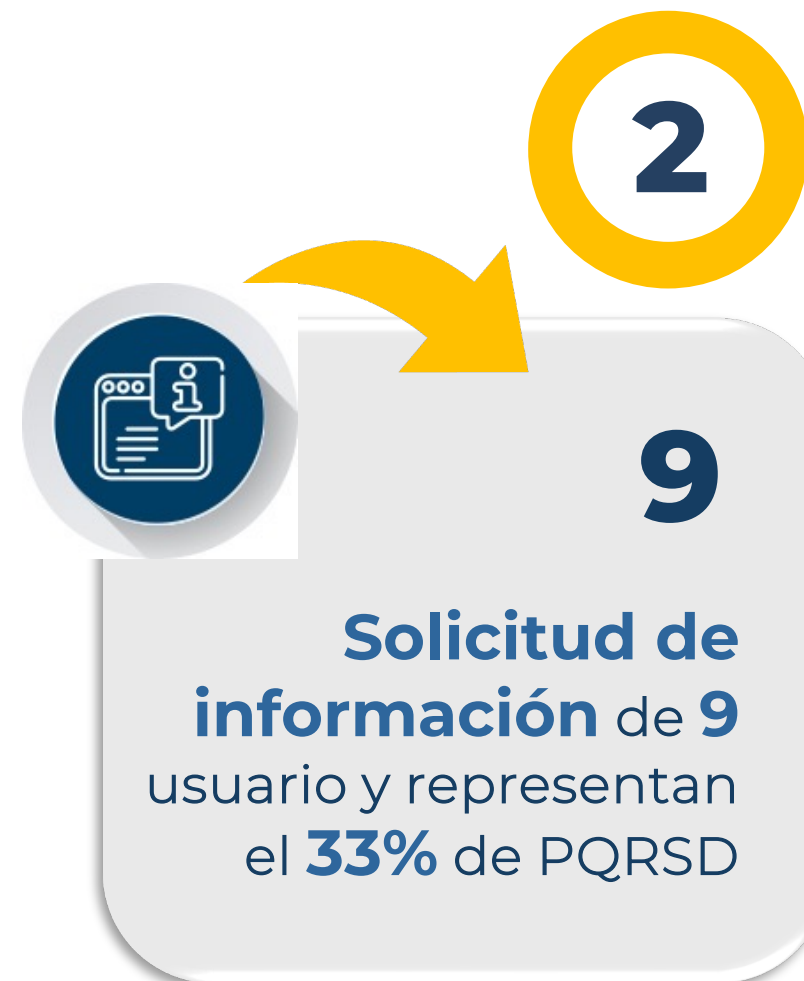 2
9
Solicitud de
información de 9
usuario y representan
el 33% de PQRSD